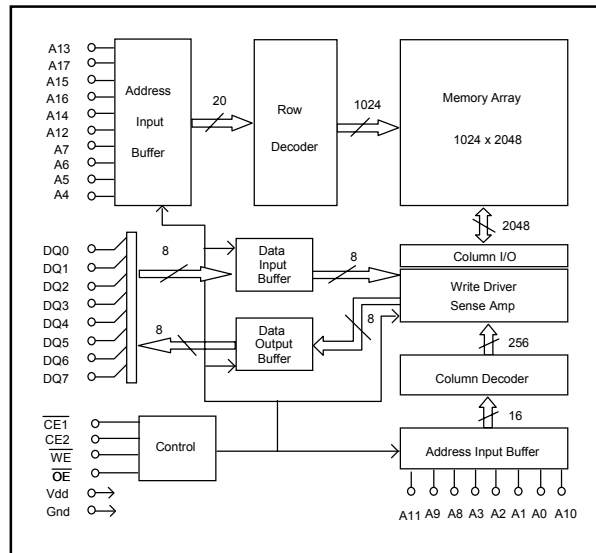 A13
A17
A15
A16
A14
A12
A7
A6
A5
A4
Address
Input
Buffer
20
Row
Decoder
1024
Memory Array
1024 x 2048
2048
DQ0
DQ1
DQ2
DQ3
DQ4
DQ5
DQ6
DQ7
8
Data
Input
Buffer
8
Column I/O
Write Driver
Sense Amp
8
Data
Output
Buffer
8
256
Column Decoder
16
Address Input Buffer
CE1
CE2
WE
OE
Vdd
Gnd
Control
A11 A9 A8 A3 A2 A1 A0 A10